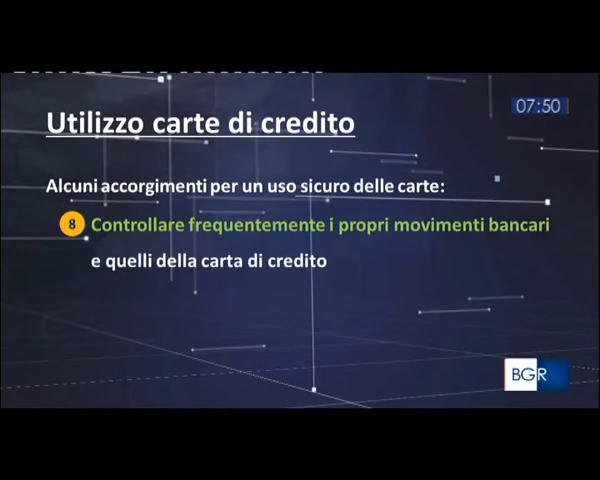 07:50
Utilizzo carte di credito
Alcuni accorgimenti per un uso sicuro delle carte:
8 Controllare frequentemente i propri movimenti bancari
e quelli della carta di credito
BGR